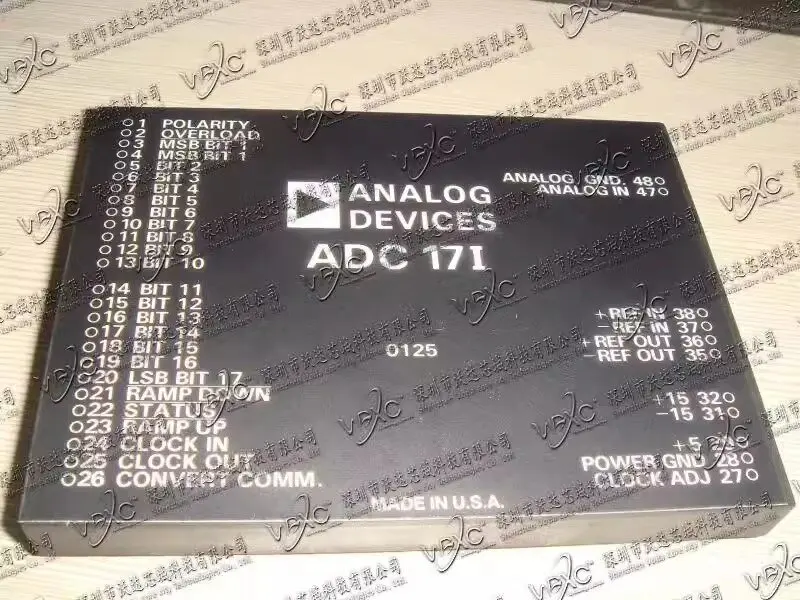 1 POLARITY
2 OVERLOAD
3 MSB BIT 1
4 MSB BIT 1
5 BIT 2
6 BIT 3
7 BIT 4
8 BIT 5
9 BIT 6
10 BIT 7
11 BIT 8
12 BIT 9
13 BIT 10
14 BIT 11
15 BIT 12
16 BIT 13
17 BIT 14
18 BIT 15
19 BIT 16
20 LSB BIT 17
21 RAMP DOWN
22 STATUS
23 RAMP UP
24 CLOCK IN
25 CLOCK OUT
26 CONVERT COMM.
ANALOG
DEVICES
ADC 17I
0125
MADE IN U.S.A.
ANALOG GND. 48
ANALOG IN 47
+REF IN 38
-REF IN 37
+REF OUT 36
-REF OUT 35
+15 32
-15 31
+5
POWER GND 28
CLOCK ADJ 27
VDXC
深圳市跃达芯城科技有限公司